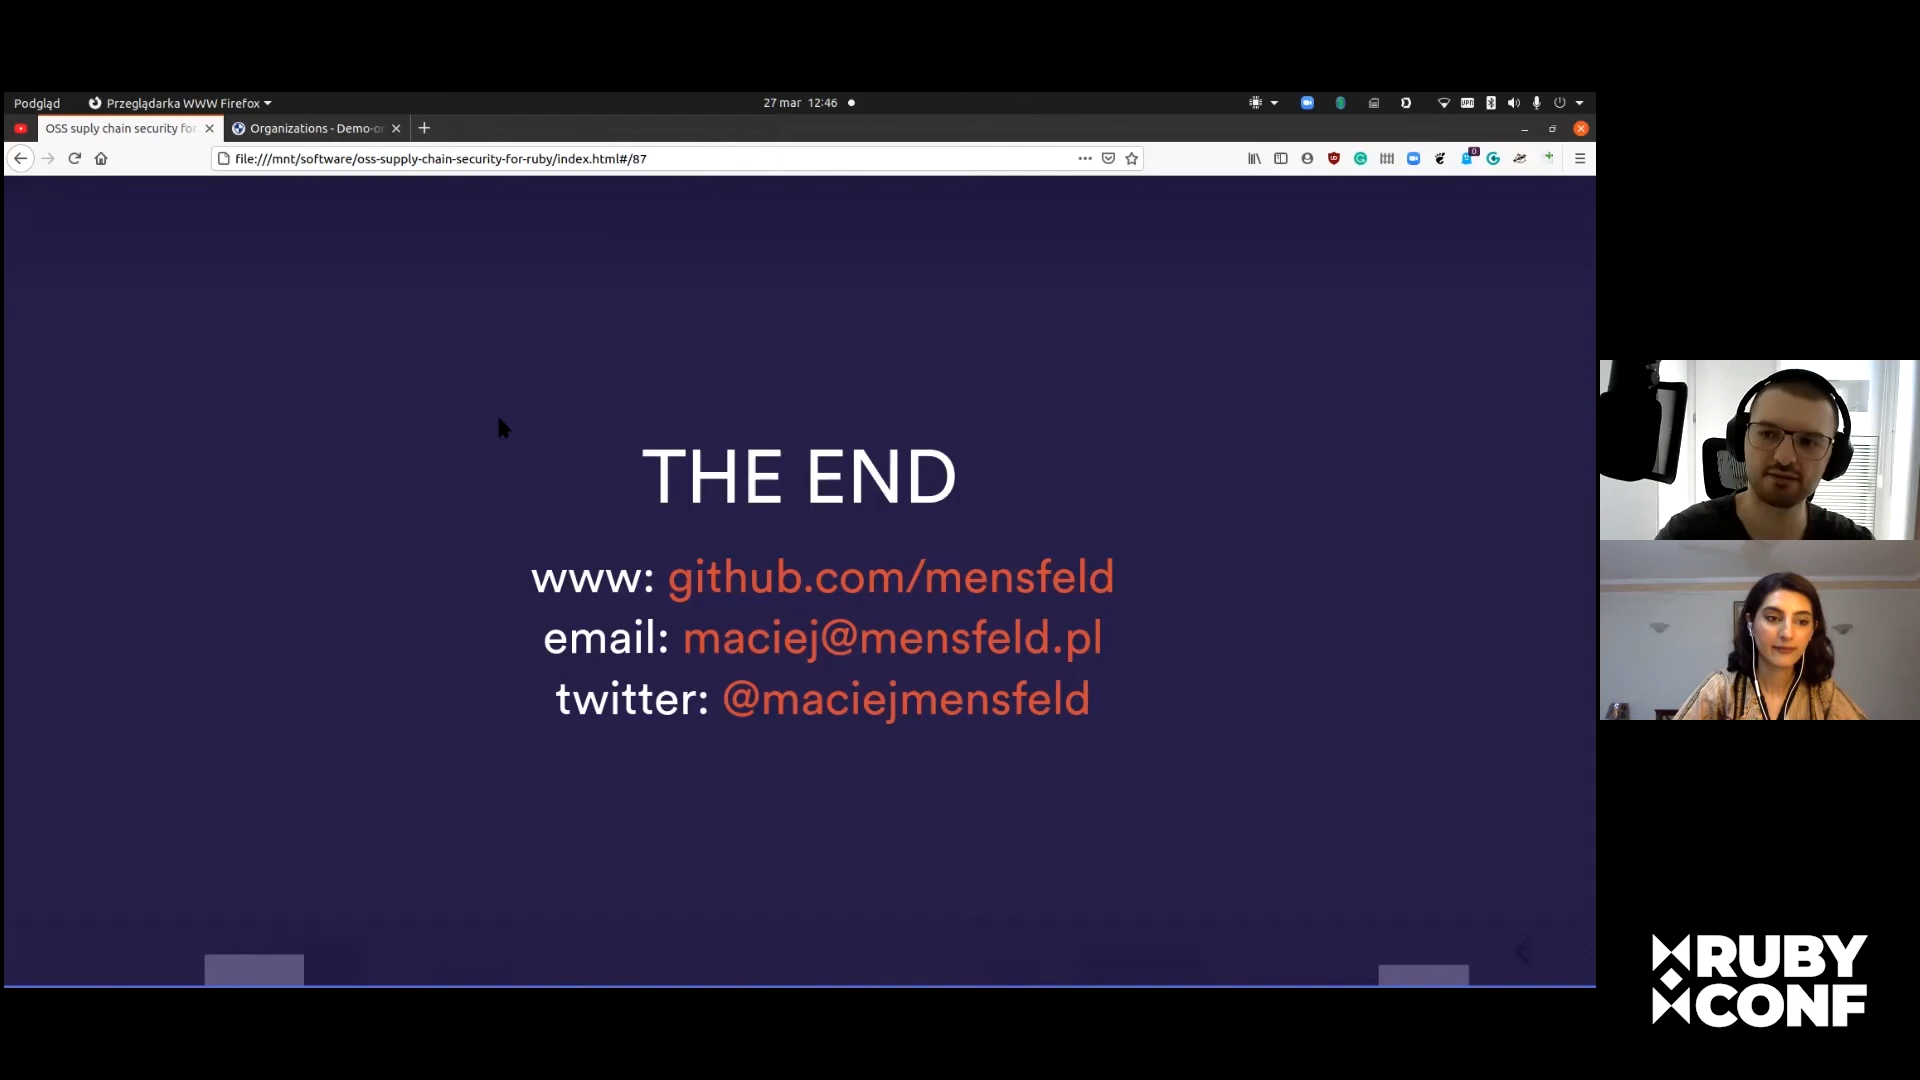 Podgląd
Przeglądarka WWW Firefox
27 mar 12:46
OSS suply chain security for
Organizations - Demo-or
file:///mnt/software/oss-supply-chain-security-for-ruby/index.html#/87
THE END
www: github.com/mensfeld
email: maciej@mensfeld.pl
twitter: @maciejmensfeld
RUBY
CONF